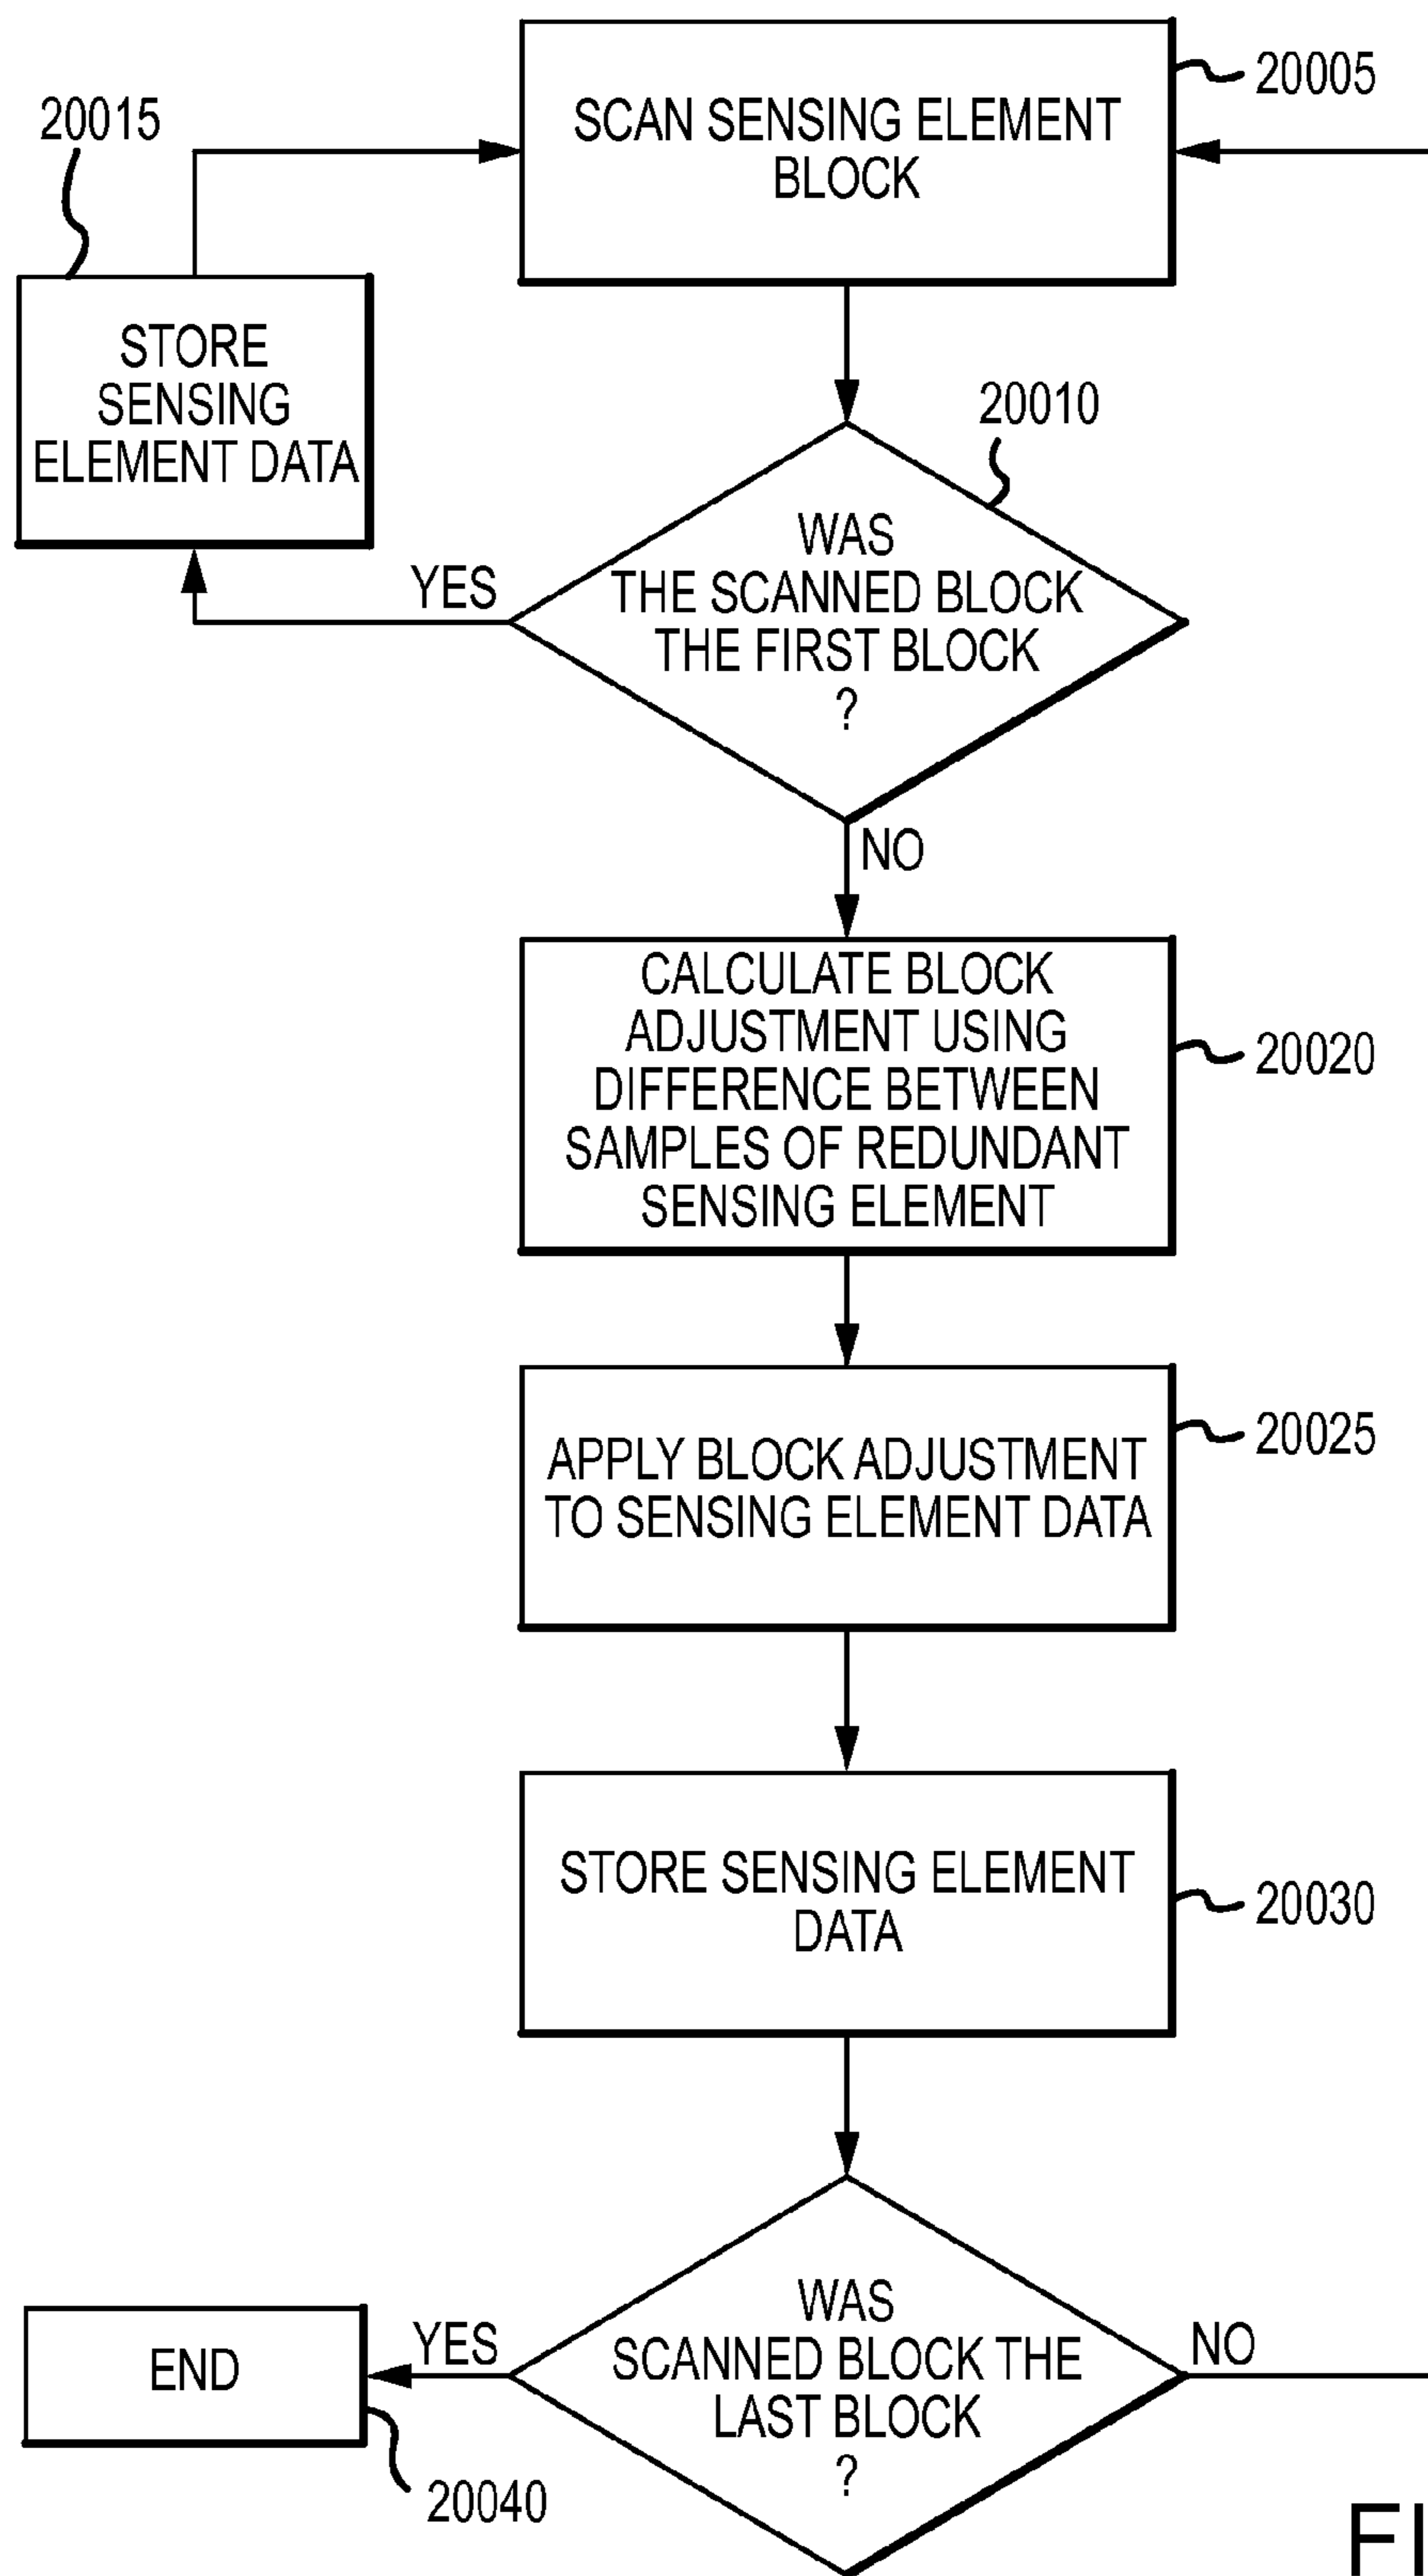 20005
SCAN SENSING ELEMENT
BLOCK
20015
STORE
SENSING
ELEMENT DATA
20010
WAS
THE SCANNED BLOCK
THE FIRST BLOCK
?
YES
NO
CALCULATE BLOCK
ADJUSTMENT USING
DIFFERENCE BETWEEN
SAMPLES OF REDUNDANT
SENSING ELEMENT
20020
APPLY BLOCK ADJUSTMENT
TO SENSING ELEMENT DATA
20025
STORE SENSING ELEMENT
DATA
20030
WAS
SCANNED BLOCK THE
LAST BLOCK
?
YES
NO
END
20040